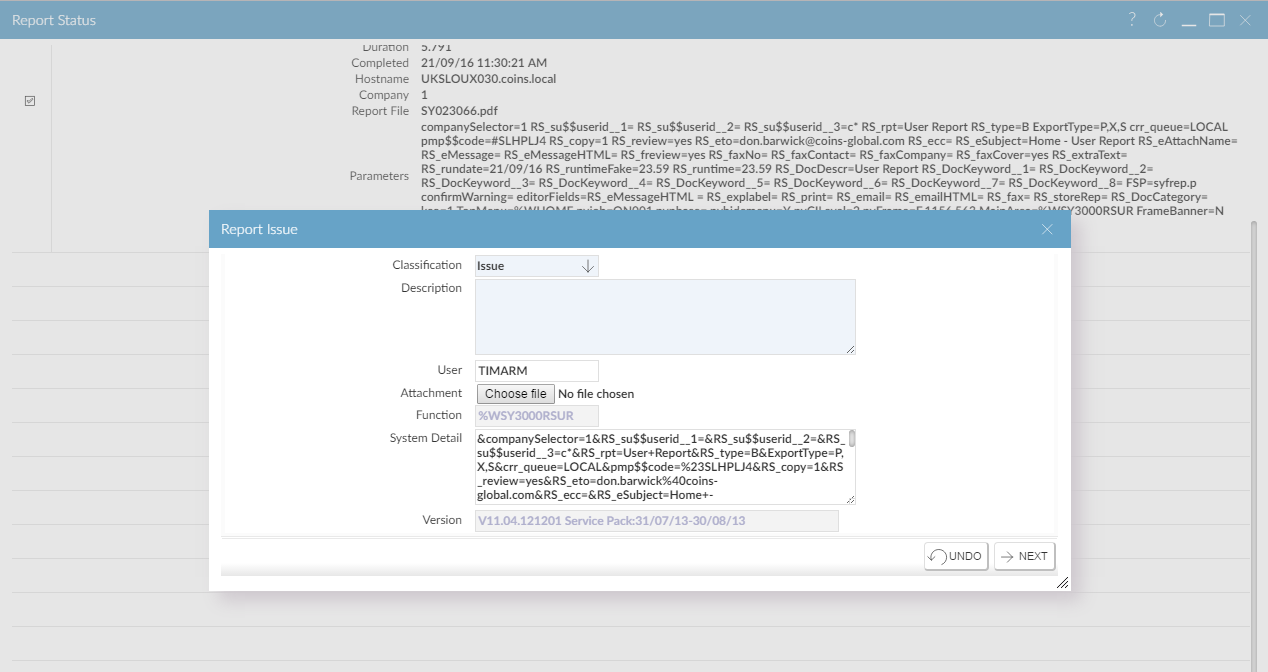 Report Status
?
Duration 5.791
Completed 21/09/16 11:30:21 AM
Hostname UKSLOUX030.coins.local
Company 1
Report File SY023066.pdf
companySelector=1 RS_su$$userid__1= RS_su$$userid__2= RS_su$$userid__3=c* RS_rpt=User Report RS_type=B ExportType=P,X,S crr_queue=LOCAL
pmp$$code=#SLHPLJ4 RS_copy=1 RS_review=yes RS_eto=don.barwick@coins-global.com RS_ecc= RS_eSubject=Home - User Report RS_eAttachName=
RS_eMessage= RS_eMessageHTML= RS_freview=yes RS_faxNo= RS_faxContact= RS_faxCompany= RS_faxCover=yes RS_extraText=
RS_rundate=21/09/16 RS_runtimeFake=23.59 RS_runtime=23.59 RS_DocDescr=User Report RS_DocKeyword__1= RS_DocKeyword__2=
Parameters
RS_DocKeyword__3= RS_DocKeyword__4= RS_DocKeyword__5= RS_DocKeyword__6= RS_DocKeyword__7= RS_DocKeyword__8= FSP=syfrep.p
confirmWarning= editorFields=RS_eMessageHTML = RS_explabel= RS_print= RS_email= RS_emailHTML= RS_fax= RS_storeRep= RS_DocCategory=
FrameBanner=N
Report Issue
Classification Issue
Description
User TIMARM
Attachment Choose file No file chosen
Function %WSY3000RSUR
System Detail &companySelector=1&RS_su$$userid__1=&RS_su$$userid__2=&RS_
su$$userid__3=c*&RS_rpt=User+Report&RS_type=B&ExportType=P,
X,S&crr_queue=LOCAL&pmp$$code=%23SLHPLJ4&RS_copy=1&RS
_review=yes&RS_eto=don.barwick%40coins-
global.com&RS_ecc=&RS_eSubject=Home+-
Version V11.04.121201 Service Pack:31/07/13-30/08/13
UNDO NEXT